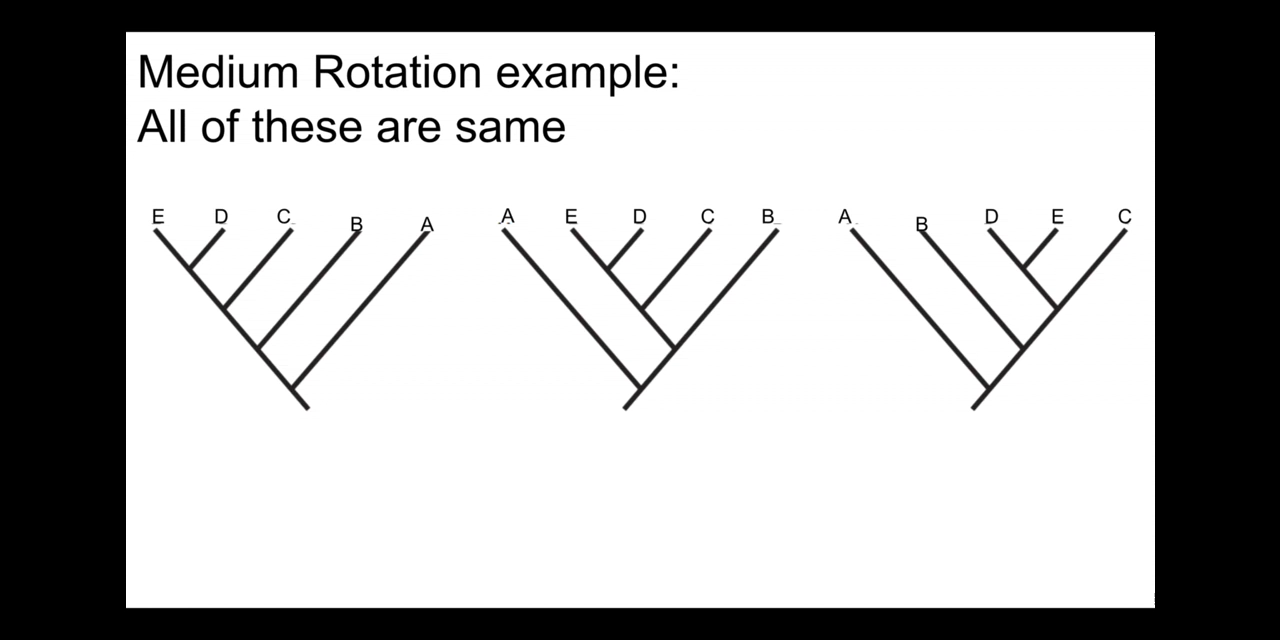 Medium Rotation example:
All of these are same
E D C B A A E D C B A B D E C